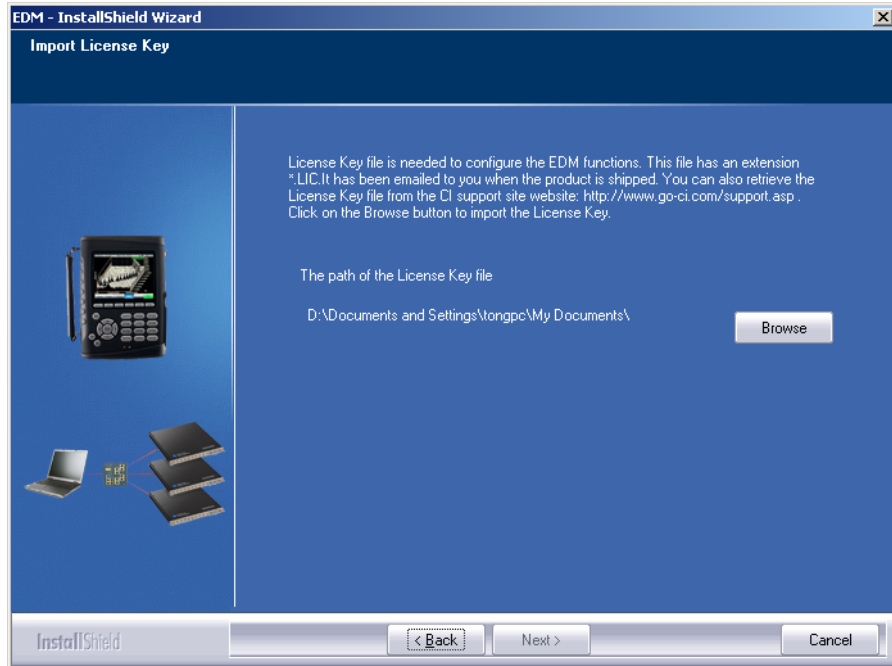 EDM - InstallShield Wizard
Import License Key
License Key file is needed to configure the EDM functions. This file has an extension
*.LIC.It has been emailed to you when the product is shipped. You can also retrieve the
License Key file from the CI support site website: http://www.go-ci.com/support.asp .
Click on the Browse button to import the License Key.
The path of the License Key file
D:\Documents and Settings\tongpc\My Documents\
Browse
InstallShield
< Back
Next >
Cancel